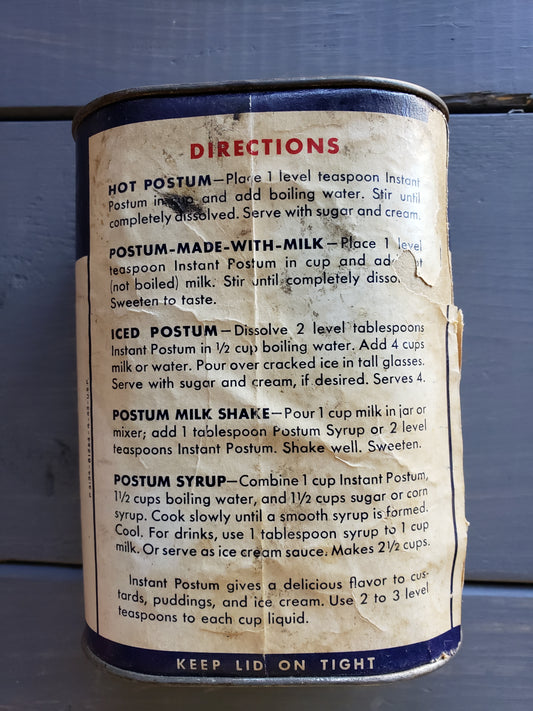 DIRECTIONS
HOT POSTUM—Place 1 level teaspoon Instant
Postum in cup and add boiling water. Stir until
completely dissolved. Serve with sugar and cream.
POSTUM-MADE-WITH-MILK—Place 1 level
teaspoon Instant Postum in cup and ad
(not boiled) milk. Stir until completely disso
Sweeten to taste.
ICED POSTUM—Dissolve 2 level tablespoons
Instant Postum in ½ cup boiling water. Add 4 cups
milk or water. Pour over cracked ice in tall glasses.
Serve with sugar and cream, if desired. Serves 4.
POSTUM MILK SHAKE—Pour 1 cup milk in jar or
mixer; add 1 tablespoon Postum Syrup or 2 level
teaspoons Instant Postum. Shake well. Sweeten.
POSTUM SYRUP—Combine 1 cup Instant Postum,
1½ cups boiling water, and 1½ cups sugar or corn
syrup. Cook slowly until a smooth syrup is formed.
Cool. For drinks, use 1 tablespoon syrup to 1 cup
milk. Or serve as ice cream sauce. Makes 2½ cups.
Instant Postum gives a delicious flavor to cus-
tards, puddings, and ice cream. Use 2 to 3 level
teaspoons to each cup liquid.
KEEP LID ON TIGHT